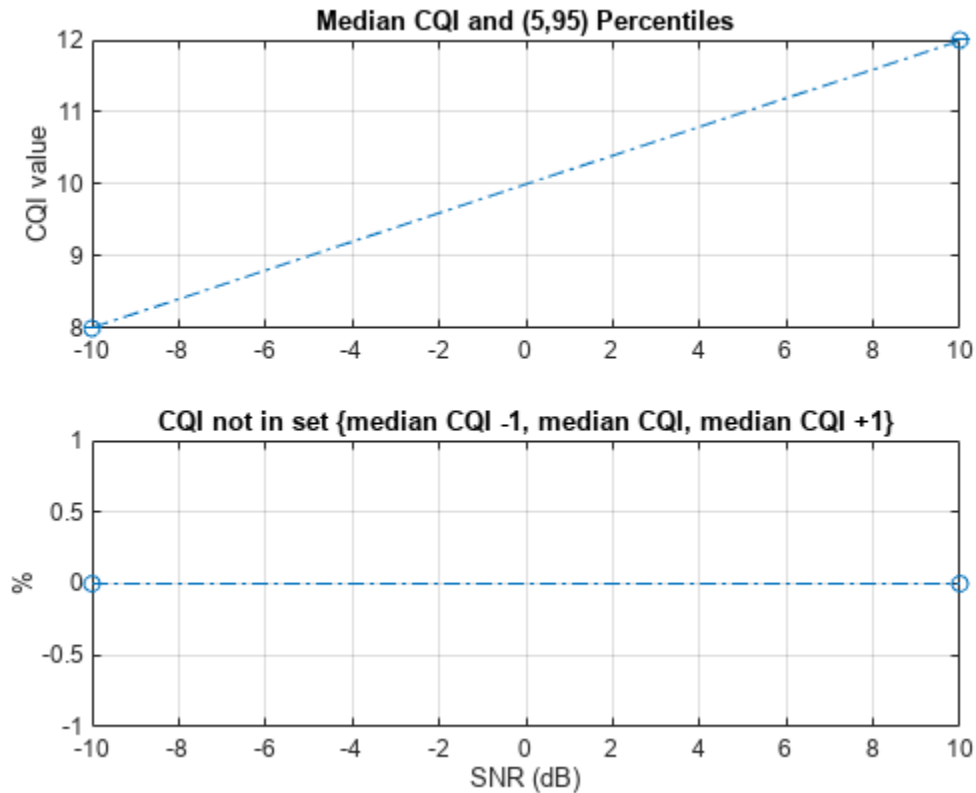 Median CQI and (5,95) Percentiles
12
11
10
9
8
CQI value
-10 -8 -6 -4 -2 0 2 4 6 8 10
CQI not in set {median CQI -1, median CQI, median CQI +1}
1
0.5
0
-0.5
-1
%
-10 -8 -6 -4 -2 0 2 4 6 8 10
SNR (dB)